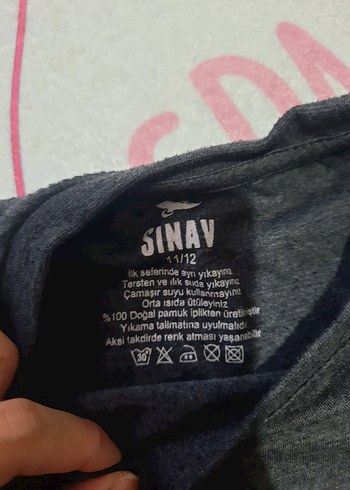 SINAV
11/12
İlk seferinde ayrı yıkayınız
Tersten ve ılık suda yıkayınız
Çamaşır suyu kullanmayınız
Orta ısıda ütüleyiniz
%100 Doğal pamuk iplikten üretilmiştir
Yıkama talimatına uyulmalıdır
Aksi takdirde renk atması yaşanabilir
30